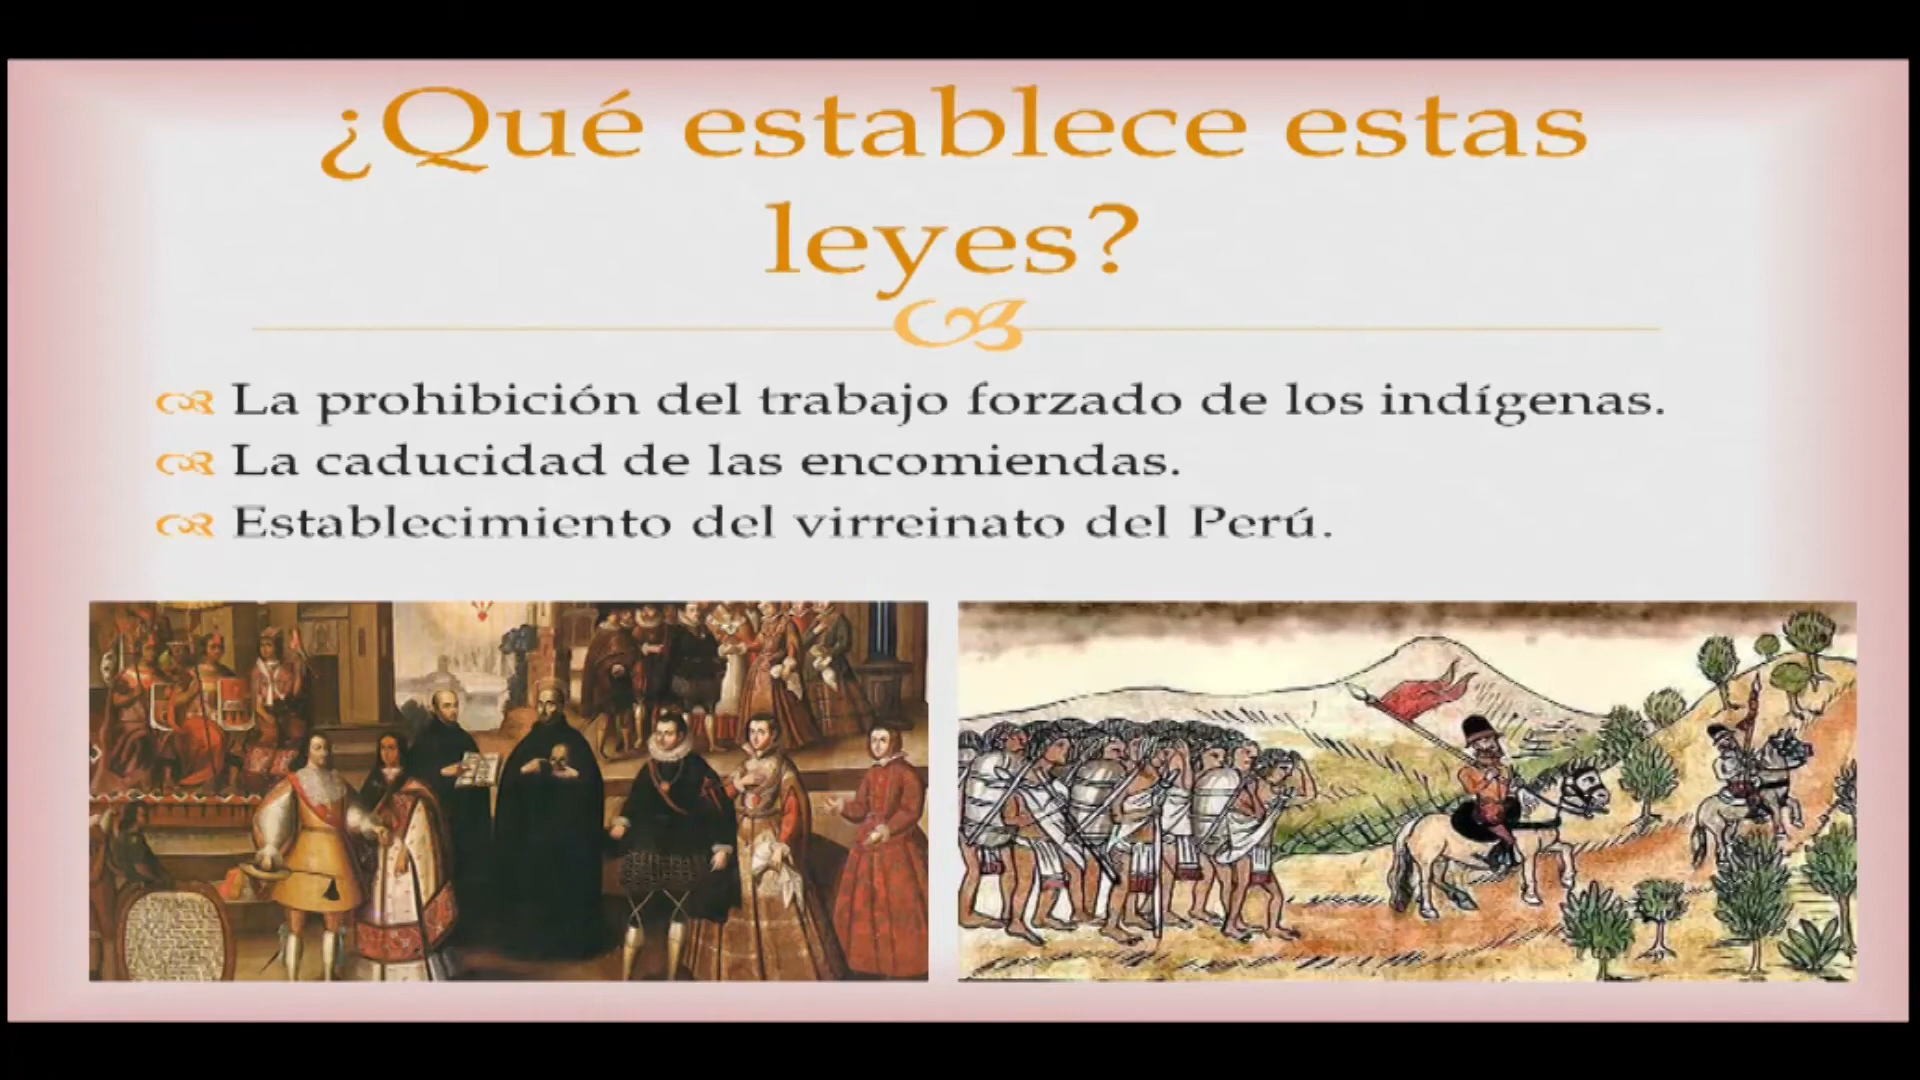 ¿Qué establece estas
leyes?
La prohibición del trabajo forzado de los indígenas.
La caducidad de las encomiendas.
Establecimiento del virreinato del Perú.